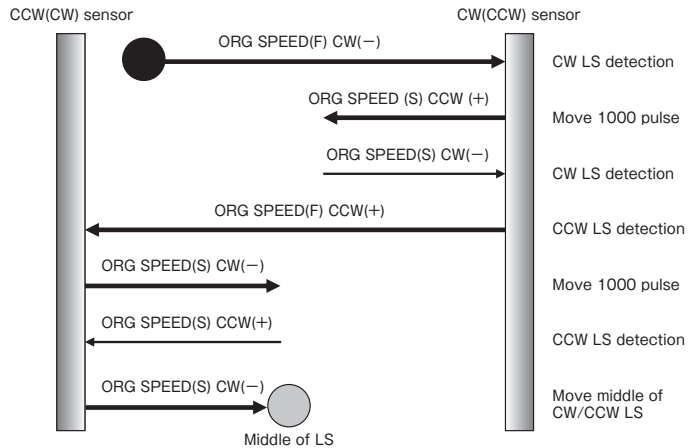 CCW(CW) sensor
CW(CCW) sensor
ORG SPEED(F) CW(−)
CW LS detection
ORG SPEED (S) CCW (+)
Move 1000 pulse
ORG SPEED(S) CW(−)
CW LS detection
ORG SPEED(F) CCW(+)
CCW LS detection
ORG SPEED(S) CW(−)
Move 1000 pulse
ORG SPEED(S) CCW(+)
CCW LS detection
ORG SPEED(S) CW(−)
Move middle of
CW/CCW LS
Middle of LS